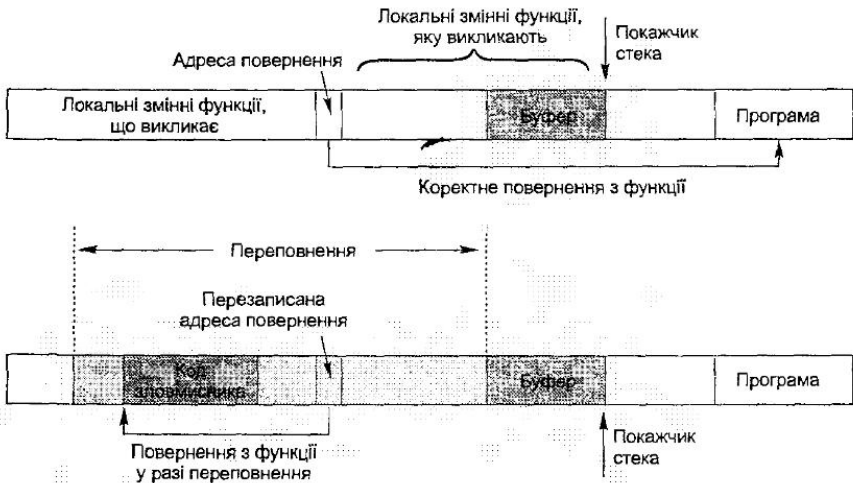 Локальні змінні функції,
яку викликають
Покажчик
стека
Адреса повернення
Локальні змінні функції,
що викликає
Буфер
Програма
Коректне повернення з функції
Переповнення
Перезаписана
адреса повернення
Код
зловмисника
Буфер
Програма
Повернення з функції
у разі переповнення
Покажчик
стека